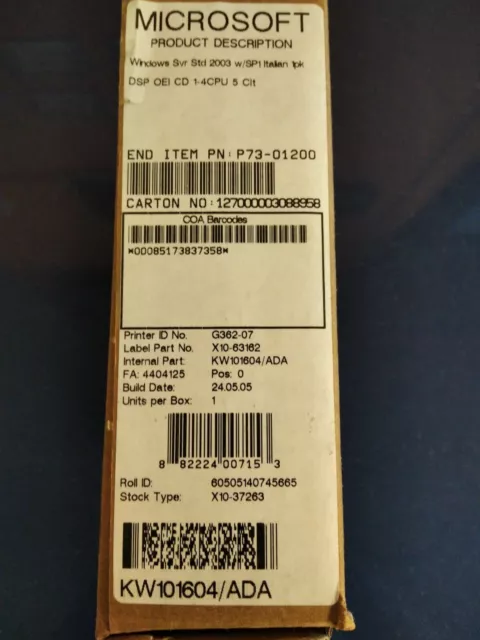 MICROSOFT
PRODUCT DESCRIPTION
Windows Svr Std 2003 w/SP1 Italian 1pk
DSP OEI CD 1-4CPU 5 Clt
END ITEM PN: P73-01200
CARTON NO: 127000003088958
COA Barcodes
*00085173837358*
Printer ID No. G362-07
Label Part No. X10-63162
Internal Part: KW101604/ADA
FA: 4404125 Pos: 0
Build Date: 24.05.05
Units per Box: 1
8 82224 00715 3
Roll ID: 60505140745665
Stock Type: X10-37263
KW101604/ADA